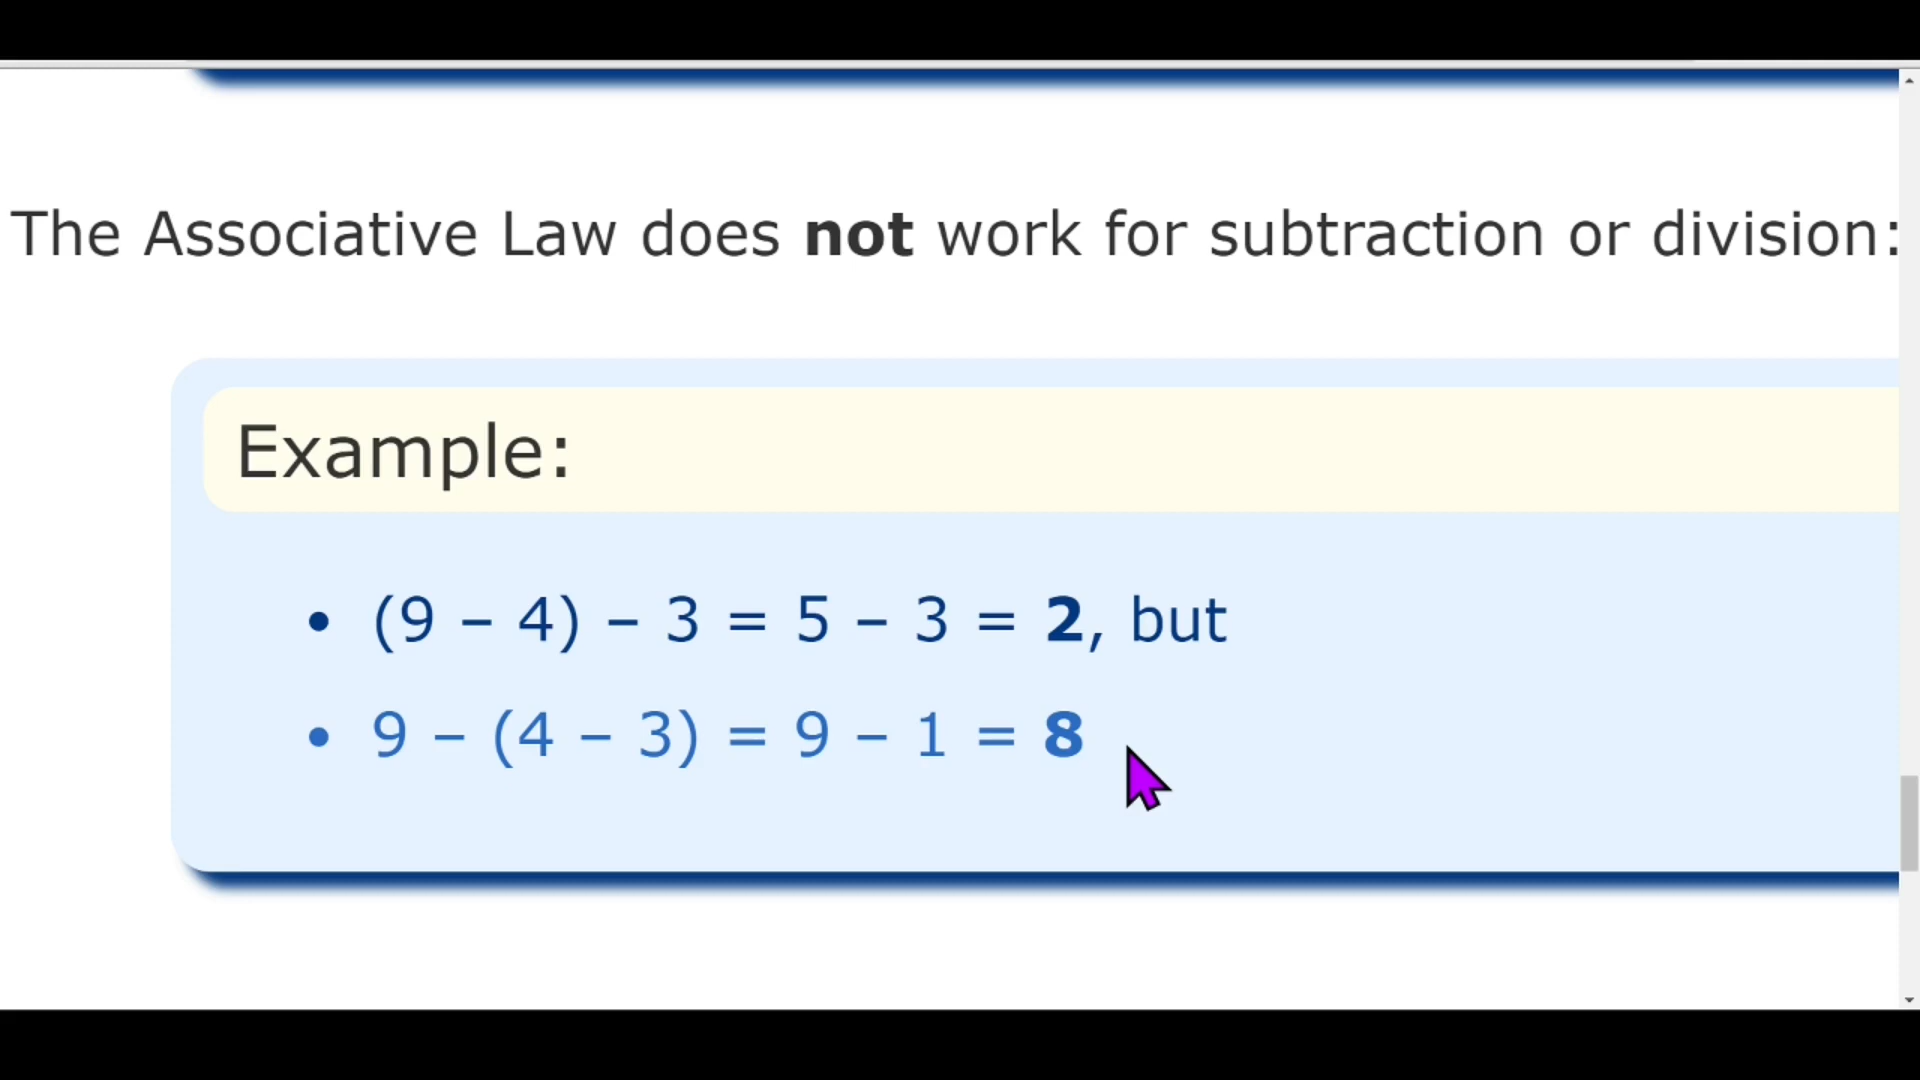 The Associative Law does not work for subtraction or division:
Example:
• (9 – 4) – 3 = 5 – 3 = 2, but
• 9 – (4 – 3) = 9 – 1 = 8